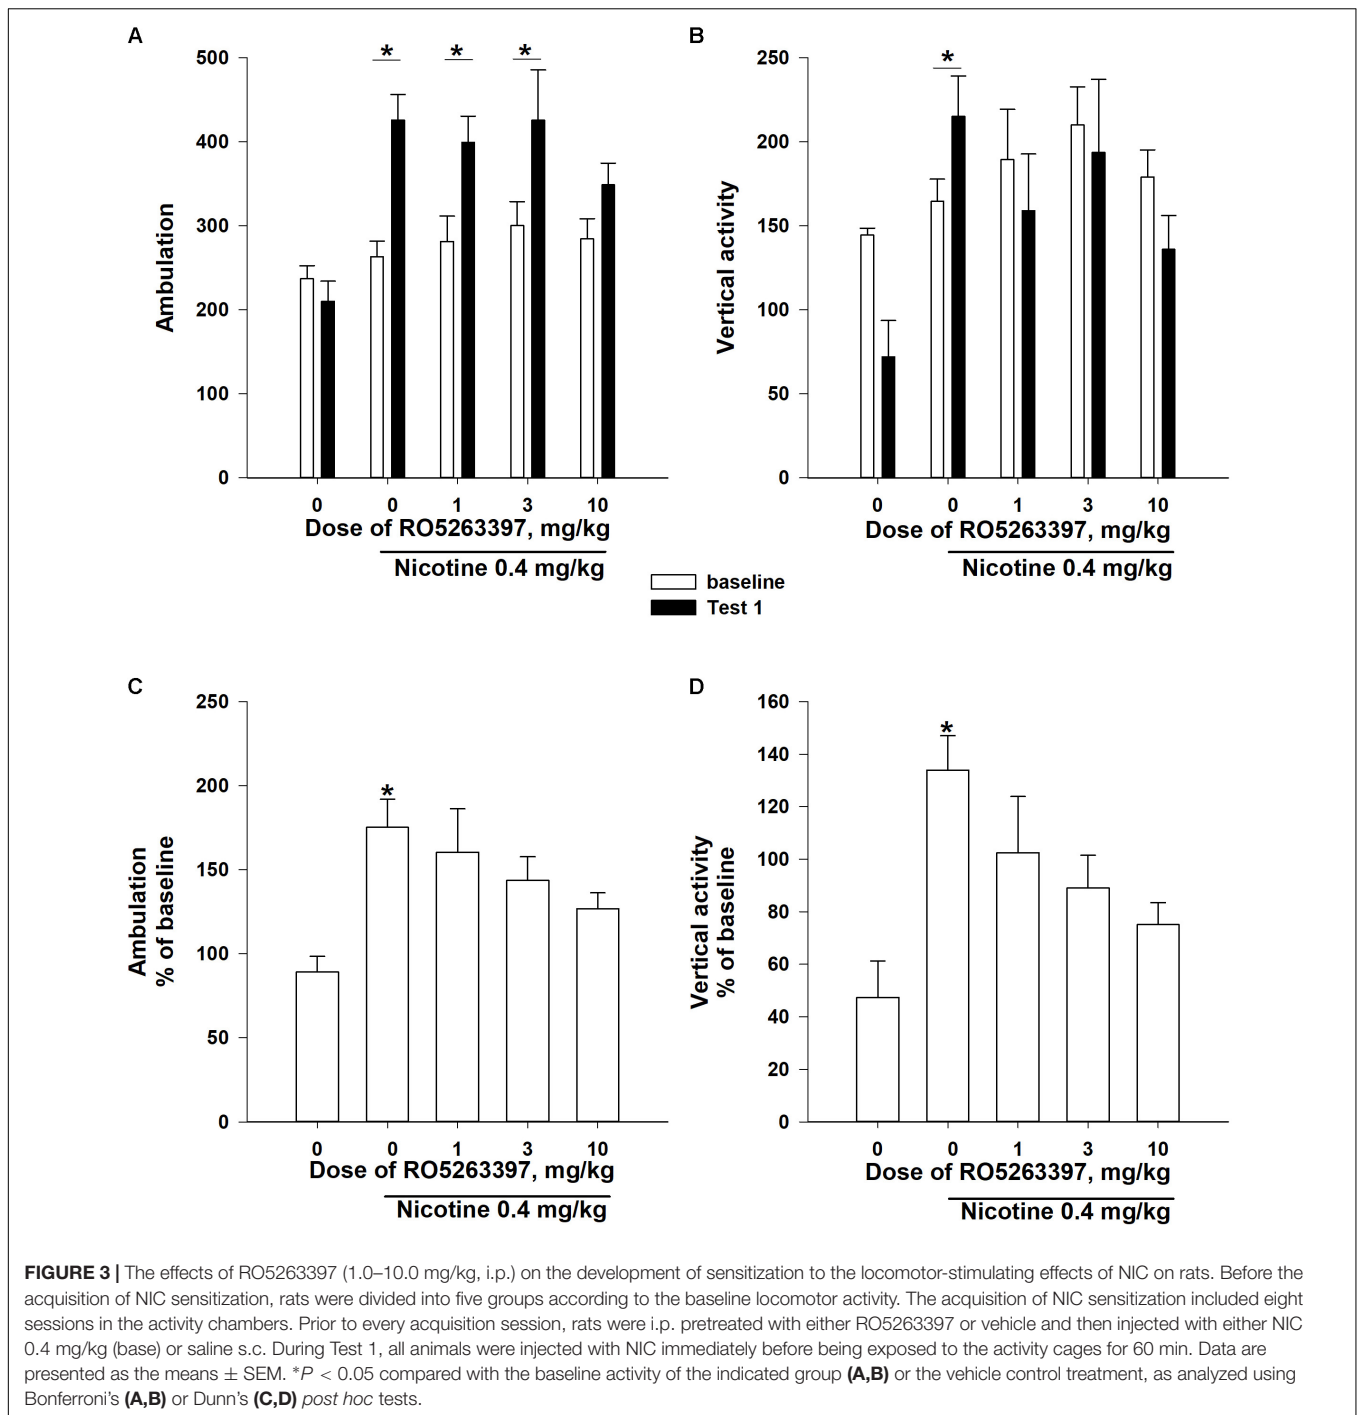 A
500
400
300
200
100
0
Ambulation
*
*
*
0
0
1
3
10
Dose of RO5263397, mg/kg
Nicotine 0.4 mg/kg
B
250
200
150
100
50
0
Vertical activity
*
0
0
1
3
10
Dose of RO5263397, mg/kg
Nicotine 0.4 mg/kg
baseline
Test 1
C
250
200
150
100
50
0
Ambulation
% of baseline
*
0
0
1
3
10
Dose of RO5263397, mg/kg
Nicotine 0.4 mg/kg
D
160
140
120
100
80
60
40
20
0
Vertical activity
% of baseline
*
0
0
1
3
10
Dose of RO5263397, mg/kg
Nicotine 0.4 mg/kg
FIGURE 3 | The effects of RO5263397 (1.0–10.0 mg/kg, i.p.) on the development of sensitization to the locomotor-stimulating effects of NIC on rats. Before the
acquisition of NIC sensitization, rats were divided into five groups according to the baseline locomotor activity. The acquisition of NIC sensitization included eight
sessions in the activity chambers. Prior to every acquisition session, rats were i.p. pretreated with either RO5263397 or vehicle and then injected with either NIC
0.4 mg/kg (base) or saline s.c. During Test 1, all animals were injected with NIC immediately before being exposed to the activity cages for 60 min. Data are
presented as the means ± SEM. *P < 0.05 compared with the baseline activity of the indicated group (A,B) or the vehicle control treatment, as analyzed using
Bonferroni's (A,B) or Dunn's (C,D) post hoc tests.